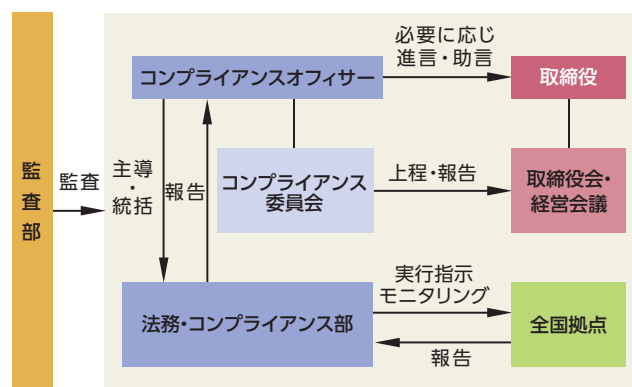 監査部
監査
コンプライアンスオフィサー
必要に応じ
進言・助言
取締役
主導
・
統括
報告
コンプライアンス
委員会
上程・報告
取締役会・
経営会議
法務・コンプライアンス部
実行指示
モニタリング
報告
全国拠点